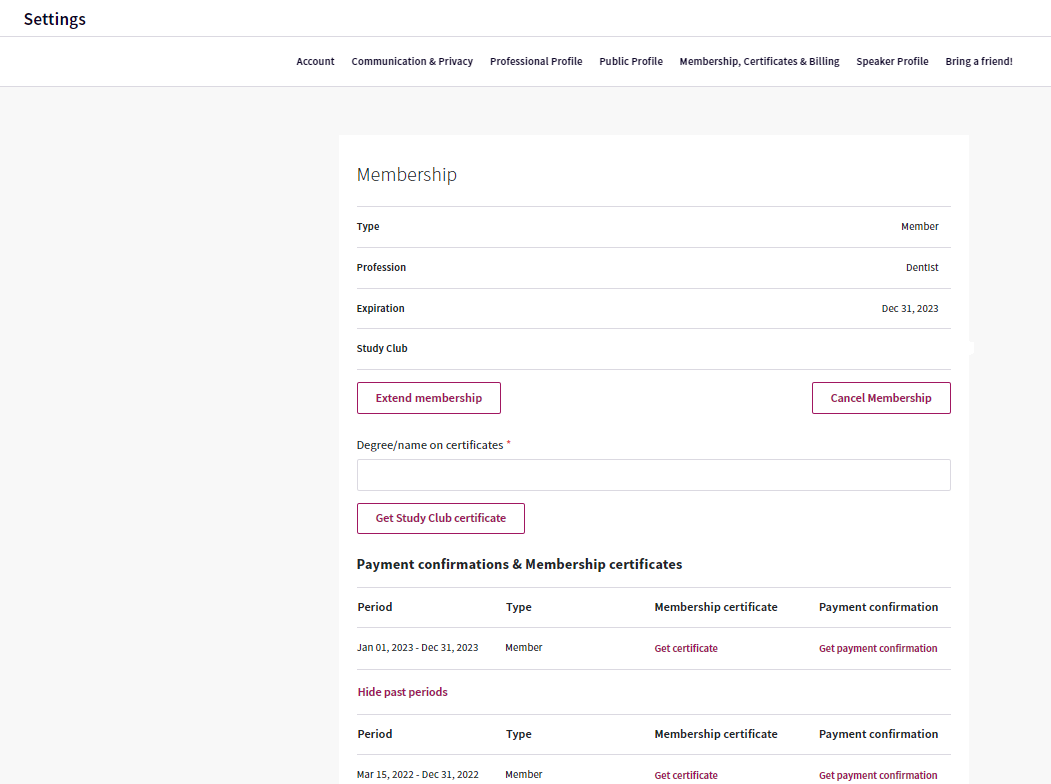 Settings
Account Communication & Privacy Professional Profile Public Profile Membership, Certificates & Billing Speaker Profile Bring a friend!
Membership
Type Member
Profession Dentist
Expiration Dec 31, 2023
Study Club
Extend membership Cancel Membership
Degree/name on certificates *
Get Study Club certificate
Payment confirmations & Membership certificates
Period Type Membership certificate Payment confirmation
Jan 01, 2023 - Dec 31, 2023 Member Get certificate Get payment confirmation
Hide past periods
Period Type Membership certificate Payment confirmation
Mar 15, 2022 - Dec 31, 2022 Member Get certificate Get payment confirmation